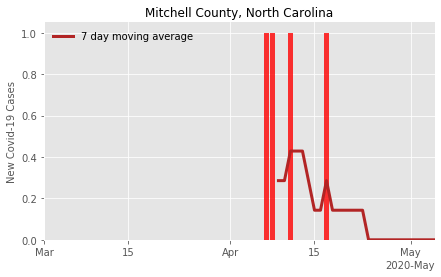 Mitchell County, North Carolina
7 day moving average
New Covid-19 Cases
1.0
0.8
0.6
0.4
0.2
0.0
Mar
15
Apr
15
May
2020-May